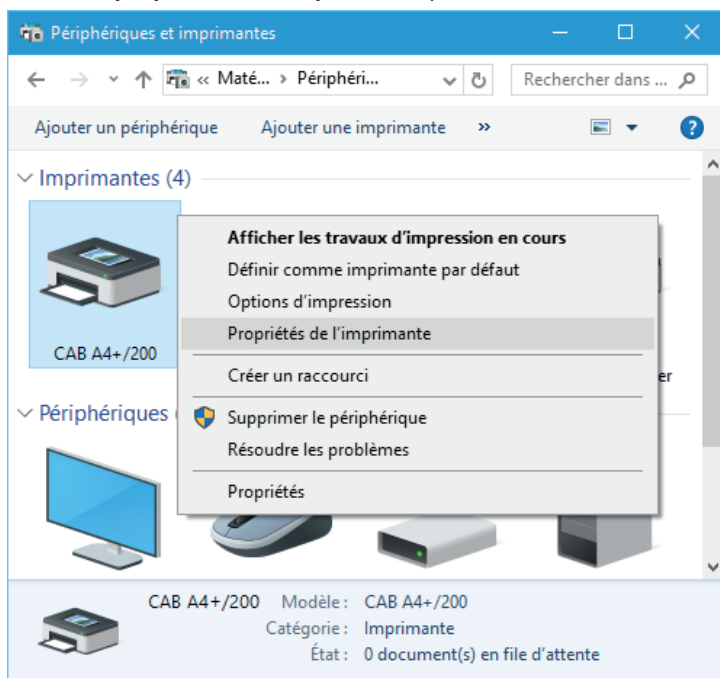 Périphériques et imprimantes
« Maté... › Périphéri...
Rechercher dans ...
Ajouter un périphérique Ajouter une imprimante »
Imprimantes (4)
Afficher les travaux d'impression en cours
Définir comme imprimante par défaut
Options d'impression
Propriétés de l'imprimante
CAB A4+/200
Créer un raccourci
er
Périphériques
Supprimer le périphérique
Résoudre les problèmes
Propriétés
CAB A4+/200 Modèle : CAB A4+/200
Catégorie : Imprimante
État : 0 document(s) en file d'attente